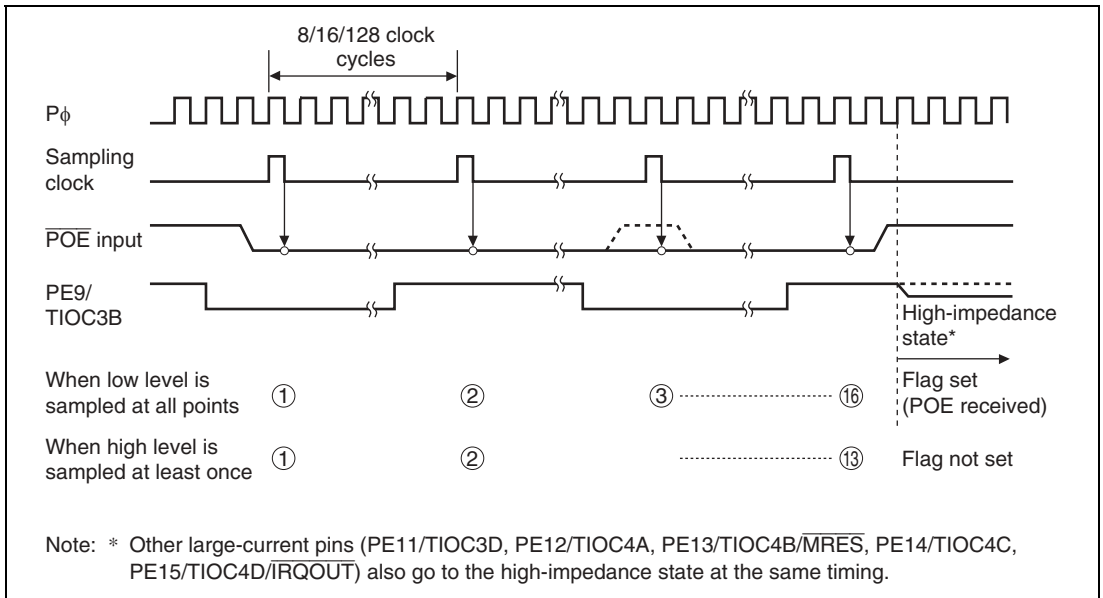 8/16/128 clock
cycles
Pϕ
Sampling
clock
POE input
PE9/
TIOC3B
High-impedance
state*
When low level is
sampled at all points
① ② ③ ⑯
Flag set
(POE received)
When high level is
sampled at least once
① ② ⑬
Flag not set
Note: * Other large-current pins (PE11/TIOC3D, PE12/TIOC4A, PE13/TIOC4B/MRES, PE14/TIOC4C,
PE15/TIOC4D/IRQOUT) also go to the high-impedance state at the same timing.